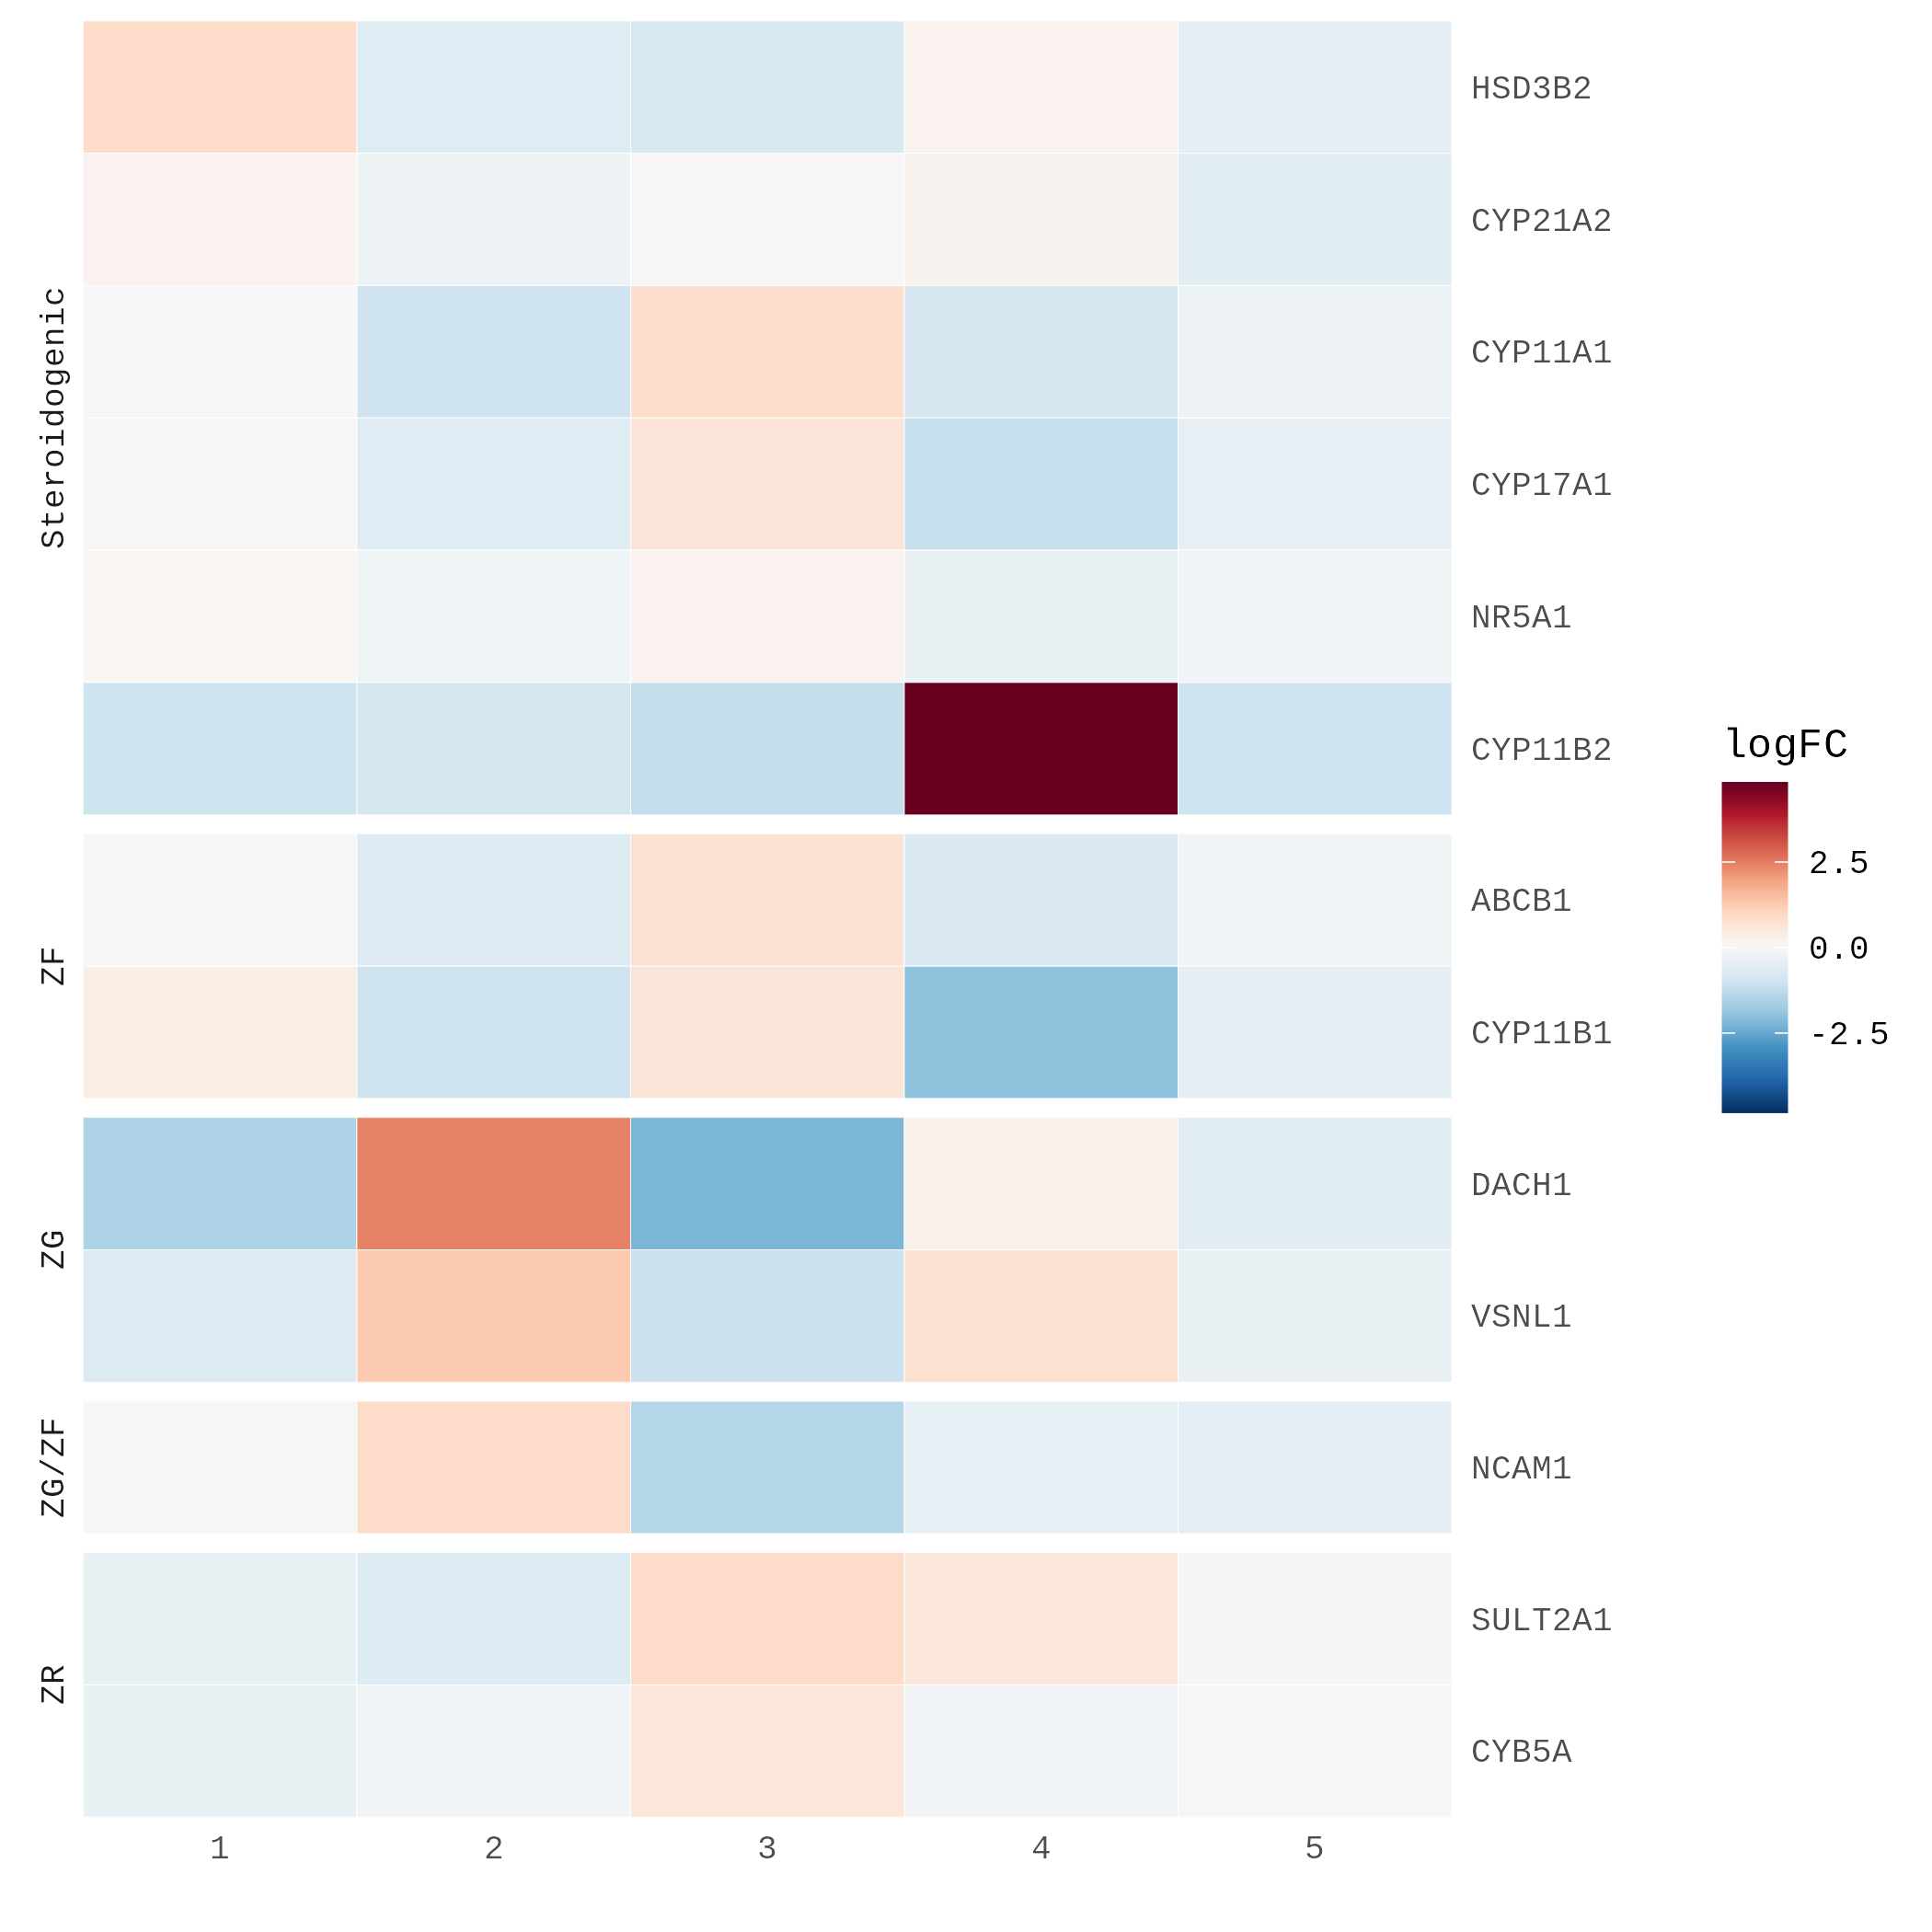 Steroidogenic
HSD3B2
CYP21A2
CYP11A1
CYP17A1
NR5A1
CYP11B2
ZF
ABCB1
CYP11B1
ZG
DACH1
VSNL1
ZG/ZF
NCAM1
ZR
SULT2A1
CYB5A
1 2 3 4 5
logFC
2.5
0.0
-2.5